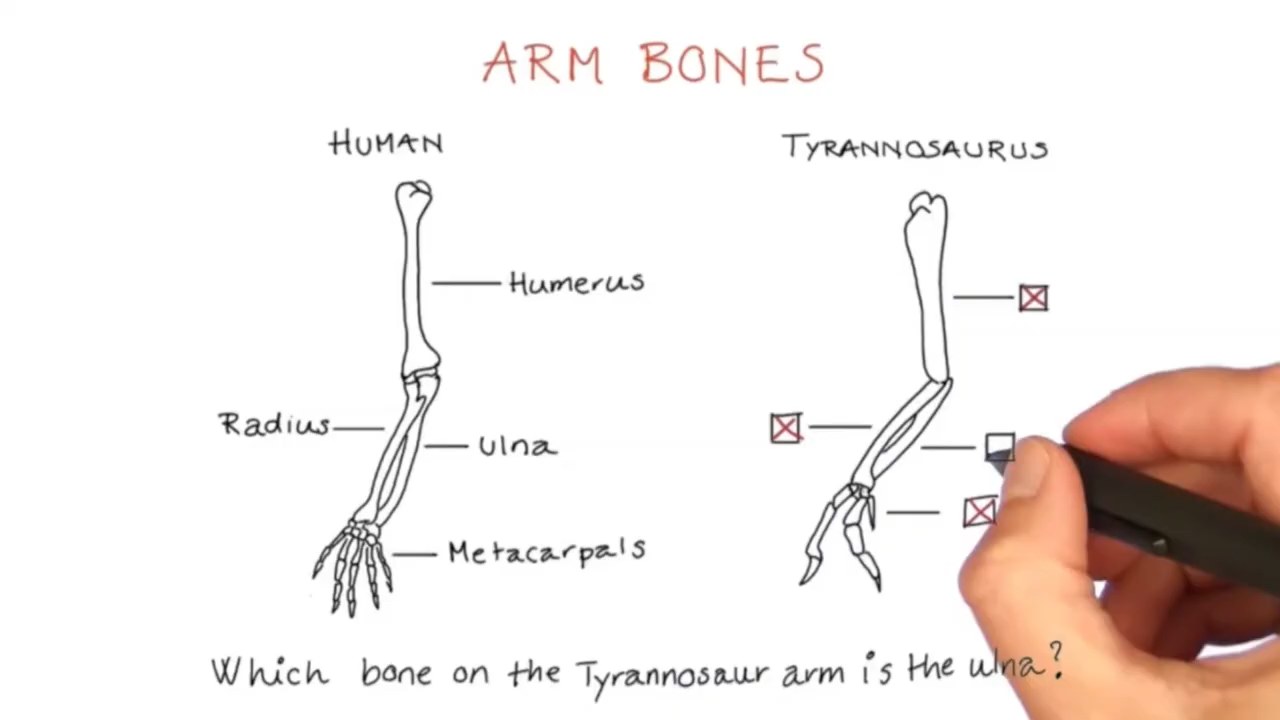 ARM BONES
HUMAN
TYRANNOSAURUS
Humerus
Radius
Ulna
Metacarpals
Which bone on the Tyrannosaur arm is the ulna?